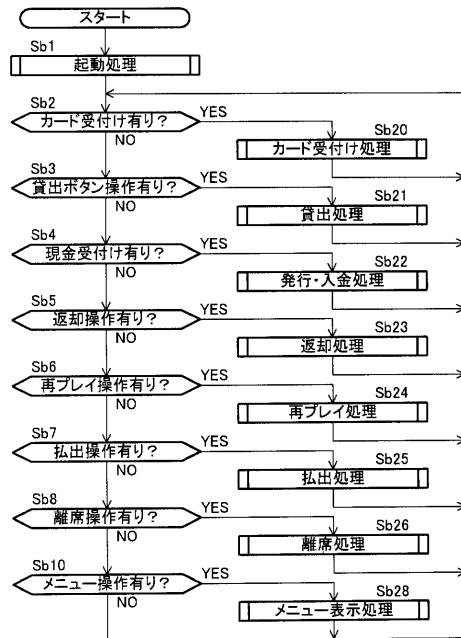 スタート
Sb1
起動処理
Sb2
カード受付け有り？
YES
NO
Sb20
カード受付け処理
Sb3
貸出ボタン操作有り？
YES
NO
Sb21
貸出処理
Sb4
現金受付け有り？
YES
NO
Sb22
発行・入金処理
Sb5
返却操作有り？
YES
NO
Sb23
返却処理
Sb6
再プレイ操作有り？
YES
NO
Sb24
再プレイ処理
Sb7
払出操作有り？
YES
NO
Sb25
払出処理
Sb8
離席操作有り？
YES
NO
Sb26
離席処理
Sb10
メニュー操作有り？
YES
NO
Sb28
メニュー表示処理